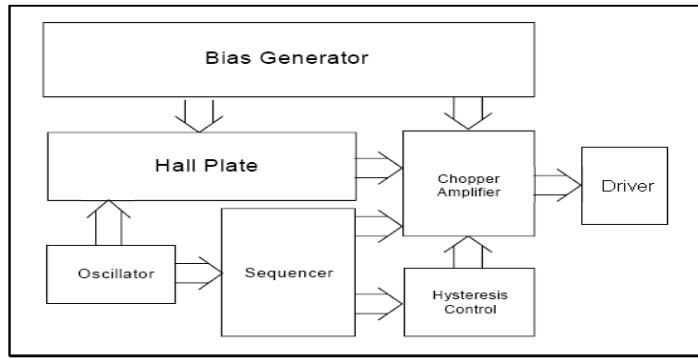 Bias Generator
Hall Plate
Chopper
Amplifier
Driver
Oscillator
Sequencer
Hysteresis
Control